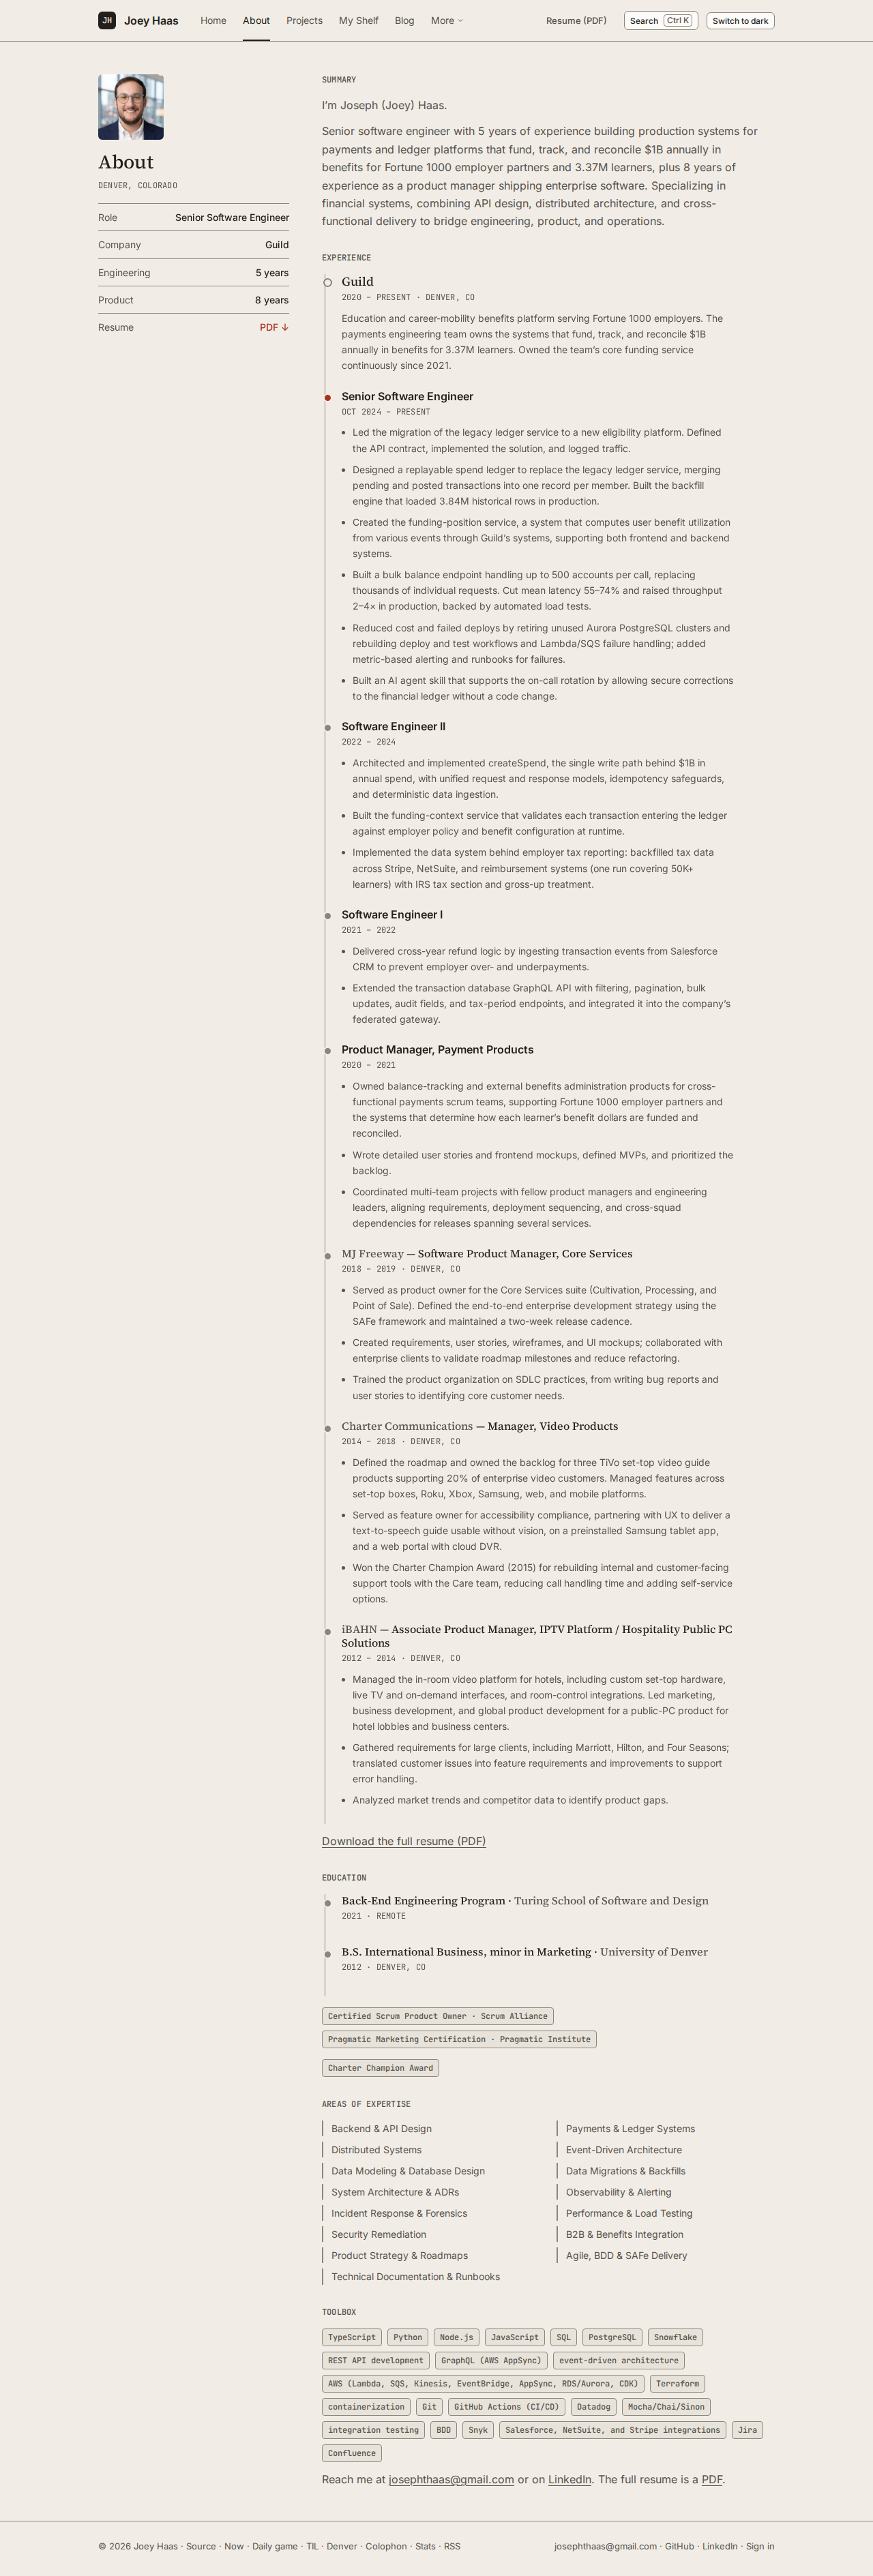 JH Joey Haas Home About Projects My Shelf Blog More Resume (PDF) Search Ctrl K Switch to dark
About
DENVER, COLORADO
Role Senior Software Engineer
Company Guild
Engineering 5 years
Product 8 years
Resume PDF ↓
SUMMARY
I’m Joseph (Joey) Haas.
Senior software engineer with 5 years of experience building production systems for
payments and ledger platforms that fund, track, and reconcile $1B annually in
benefits for Fortune 1000 employer partners and 3.37M learners, plus 8 years of
experience as a product manager shipping enterprise software. Specializing in
financial systems, combining API design, distributed architecture, and cross-
functional delivery to bridge engineering, product, and operations.
EXPERIENCE
Guild
2020 – PRESENT · DENVER, CO
Education and career-mobility benefits platform serving Fortune 1000 employers. The
payments engineering team owns the systems that fund, track, and reconcile $1B
annually in benefits for 3.37M learners. Owned the team’s core funding service
continuously since 2021.
Senior Software Engineer
OCT 2024 – PRESENT
• Led the migration of the legacy ledger service to a new eligibility platform. Defined
the API contract, implemented the solution, and logged traffic.
• Designed a replayable spend ledger to replace the legacy ledger service, merging
pending and posted transactions into one record per member. Built the backfill
engine that loaded 3.84M historical rows in production.
• Created the funding-position service, a system that computes user benefit utilization
from various events through Guild’s systems, supporting both frontend and backend
systems.
• Built a bulk balance endpoint handling up to 500 accounts per call, replacing
thousands of individual requests. Cut mean latency 55–74% and raised throughput
2–4× in production, backed by automated load tests.
• Reduced cost and failed deploys by retiring unused Aurora PostgreSQL clusters and
rebuilding deploy and test workflows and Lambda/SQS failure handling; added
metric-based alerting and runbooks for failures.
• Built an AI agent skill that supports the on-call rotation by allowing secure corrections
to the financial ledger without a code change.
Software Engineer II
2022 – 2024
• Architected and implemented createSpend, the single write path behind $1B in
annual spend, with unified request and response models, idempotency safeguards,
and deterministic data ingestion.
• Built the funding-context service that validates each transaction entering the ledger
against employer policy and benefit configuration at runtime.
• Implemented the data system behind employer tax reporting: backfilled tax data
across Stripe, NetSuite, and reimbursement systems (one run covering 50K+
learners) with IRS tax section and gross-up treatment.
Software Engineer I
2021 – 2022
• Delivered cross-year refund logic by ingesting transaction events from Salesforce
CRM to prevent employer over- and underpayments.
• Extended the transaction database GraphQL API with filtering, pagination, bulk
updates, audit fields, and tax-period endpoints, and integrated it into the company’s
federated gateway.
Product Manager, Payment Products
2020 – 2021
• Owned balance-tracking and external benefits administration products for cross-
functional payments scrum teams, supporting Fortune 1000 employer partners and
the systems that determine how each learner’s benefit dollars are funded and
reconciled.
• Wrote detailed user stories and frontend mockups, defined MVPs, and prioritized the
backlog.
• Coordinated multi-team projects with fellow product managers and engineering
leaders, aligning requirements, deployment sequencing, and cross-squad
dependencies for releases spanning several services.
MJ Freeway — Software Product Manager, Core Services
2018 – 2019 · DENVER, CO
• Served as product owner for the Core Services suite (Cultivation, Processing, and
Point of Sale). Defined the end-to-end enterprise development strategy using the
SAFe framework and maintained a two-week release cadence.
• Created requirements, user stories, wireframes, and UI mockups; collaborated with
enterprise clients to validate roadmap milestones and reduce refactoring.
• Trained the product organization on SDLC practices, from writing bug reports and
user stories to identifying core customer needs.
Charter Communications — Manager, Video Products
2014 – 2018 · DENVER, CO
• Defined the roadmap and owned the backlog for three TiVo set-top video guide
products supporting 20% of enterprise video customers. Managed features across
set-top boxes, Roku, Xbox, Samsung, web, and mobile platforms.
• Served as feature owner for accessibility compliance, partnering with UX to deliver a
text-to-speech guide usable without vision, on a preinstalled Samsung tablet app,
and a web portal with cloud DVR.
• Won the Charter Champion Award (2015) for rebuilding internal and customer-facing
support tools with the Care team, reducing call handling time and adding self-service
options.
iBAHN — Associate Product Manager, IPTV Platform / Hospitality Public PC
Solutions
2012 – 2014 · DENVER, CO
• Managed the in-room video platform for hotels, including custom set-top hardware,
live TV and on-demand interfaces, and room-control integrations. Led marketing,
business development, and global product development for a public-PC product for
hotel lobbies and business centers.
• Gathered requirements for large clients, including Marriott, Hilton, and Four Seasons;
translated customer issues into feature requirements and improvements to support
error handling.
• Analyzed market trends and competitor data to identify product gaps.
Download the full resume (PDF)
EDUCATION
Back-End Engineering Program · Turing School of Software and Design
2021 · REMOTE
B.S. International Business, minor in Marketing · University of Denver
2012 · DENVER, CO
Certified Scrum Product Owner · Scrum Alliance
Pragmatic Marketing Certification · Pragmatic Institute
Charter Champion Award
AREAS OF EXPERTISE
Backend & API Design Payments & Ledger Systems
Distributed Systems Event-Driven Architecture
Data Modeling & Database Design Data Migrations & Backfills
System Architecture & ADRs Observability & Alerting
Incident Response & Forensics Performance & Load Testing
Security Remediation B2B & Benefits Integration
Product Strategy & Roadmaps Agile, BDD & SAFe Delivery
Technical Documentation & Runbooks
TOOLBOX
TypeScript Python Node.js JavaScript SQL PostgreSQL Snowflake
REST API development GraphQL (AWS AppSync) event-driven architecture
AWS (Lambda, SQS, Kinesis, EventBridge, AppSync, RDS/Aurora, CDK) Terraform
containerization Git GitHub Actions (CI/CD) Datadog Mocha/Chai/Sinon
integration testing BDD Snyk Salesforce, NetSuite, and Stripe integrations Jira
Confluence
Reach me at josephthaas@gmail.com or on LinkedIn. The full resume is a PDF.
© 2026 Joey Haas · Source · Now · Daily game · TIL · Denver · Colophon · Stats · RSS josephthaas@gmail.com · GitHub · LinkedIn · Sign in